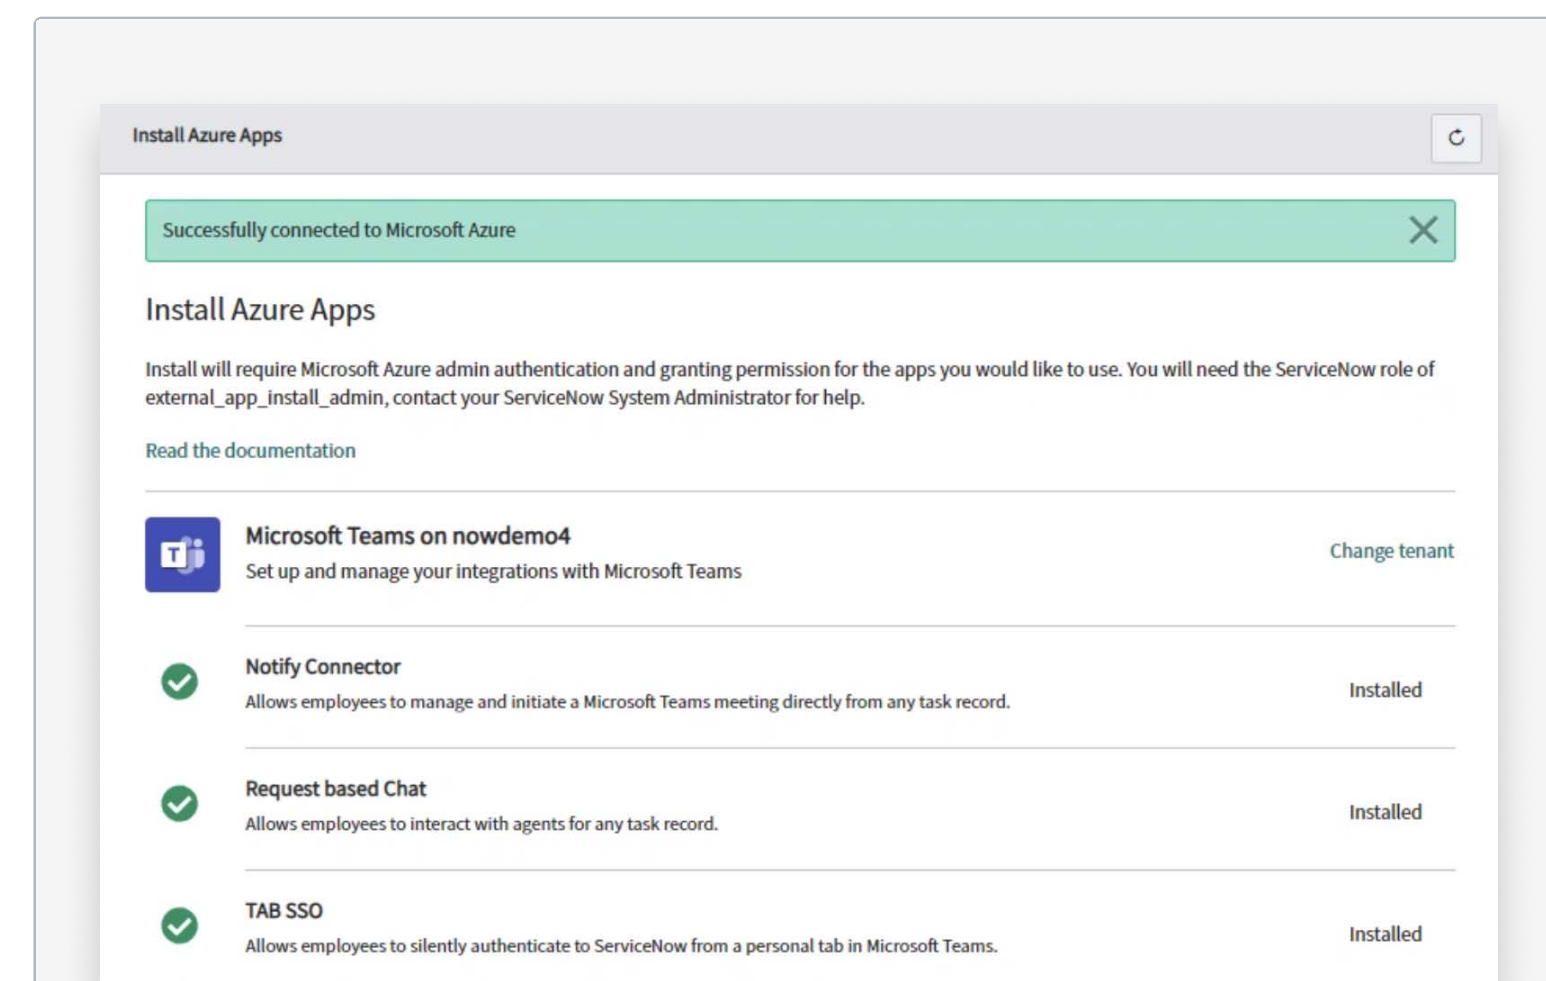 Install Azure Apps
Successfully connected to Microsoft Azure
Install Azure Apps
Install will require Microsoft Azure admin authentication and granting permission for the apps you would like to use. You will need the ServiceNow role of
external_app_install_admin, contact your ServiceNow System Administrator for help.
Read the documentation
T
Microsoft Teams on nowdemo4
Set up and manage your integrations with Microsoft Teams
Change tenant
Notify Connector
Allows employees to manage and initiate a Microsoft Teams meeting directly from any task record.
Installed
Request based Chat
Allows employees to interact with agents for any task record.
Installed
TAB SSO
Allows employees to silently authenticate to ServiceNow from a personal tab in Microsoft Teams.
Installed